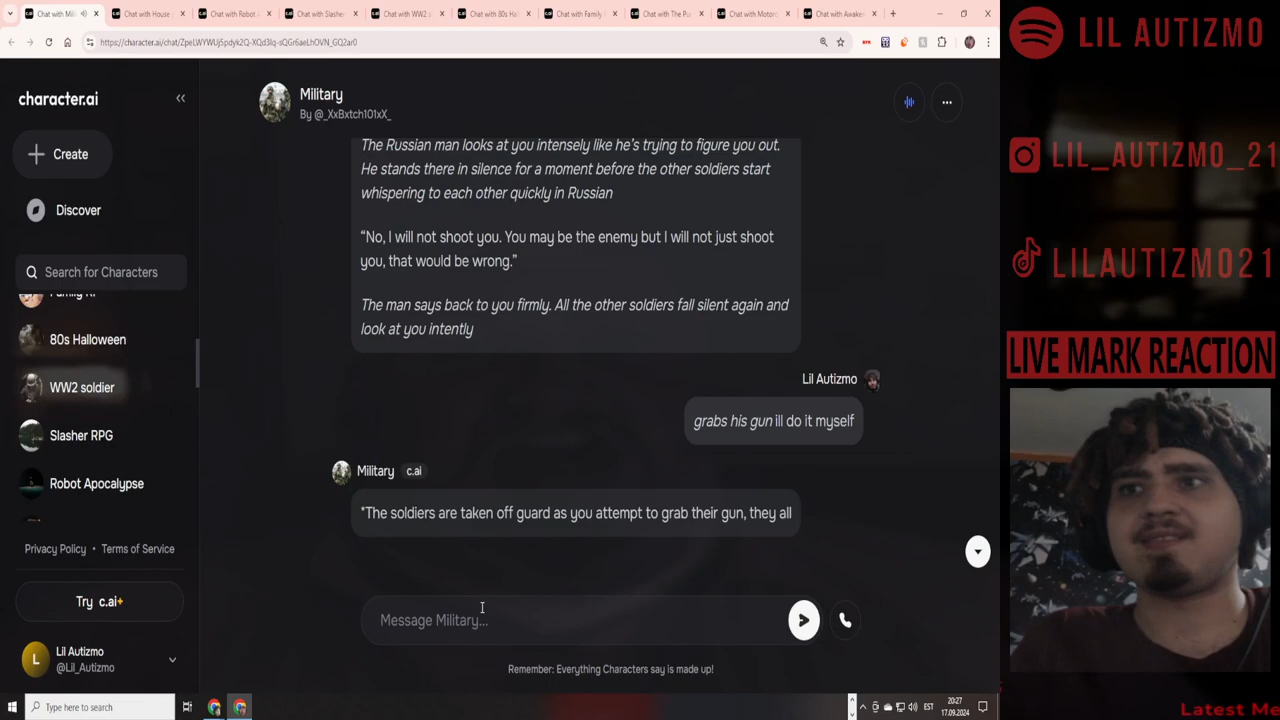 Chat with Mili
Chat with House
Chat with Robot A
Chat with Slashe
Chat with WW2 s
Chat with 80s Hal
Chat with Family
Chat with The Pu
Chat with Motorc
Chat with Awake
character.ai
Create
Discover
Search for Characters
80s Halloween
WW2 soldier
Slasher RPG
Robot Apocalypse
Privacy Policy • Terms of Service
Try c.ai+
L
Lil Autizmo
@Lil_Autizmo
Military
By @_XxBxtch101xX_
The Russian man looks at you intensely like he's trying to figure you out.
He stands there in silence for a moment before the other soldiers start
whispering to each other quickly in Russian
“No, I will not shoot you. You may be the enemy but I will not just shoot
you, that would be wrong.”
The man says back to you firmly. All the other soldiers fall silent again and
look at you intently
Lil Autizmo
grabs his gun ill do it myself
Military c.ai
*The soldiers are taken off guard as you attempt to grab their gun, they all
Message Military...
Remember: Everything Characters say is made up!
Type here to search
EST
20:27
17.09.2024
LIL AUTIZMO
LIL_AUTIZMO_21
LILAUTIZMO21
LIVE MARK REACTION
Latest Me